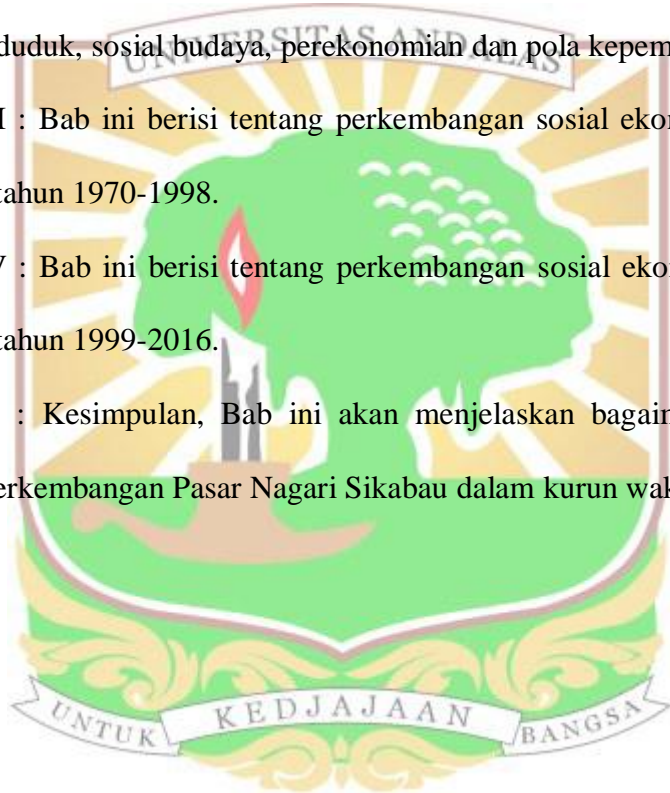 duduk, sosial budaya, perekonomian dan pola kepem
UNIVERSITAS ANDALAS
I : Bab ini berisi tentang perkembangan sosial eko
tahun 1970-1998.
V : Bab ini berisi tentang perkembangan sosial eko
tahun 1999-2016.
: Kesimpulan, Bab ini akan menjelaskan bagaim
erkembangan Pasar Nagari Sikabau dalam kurun wak
UNTUK KEDJAJAAN BANGSA